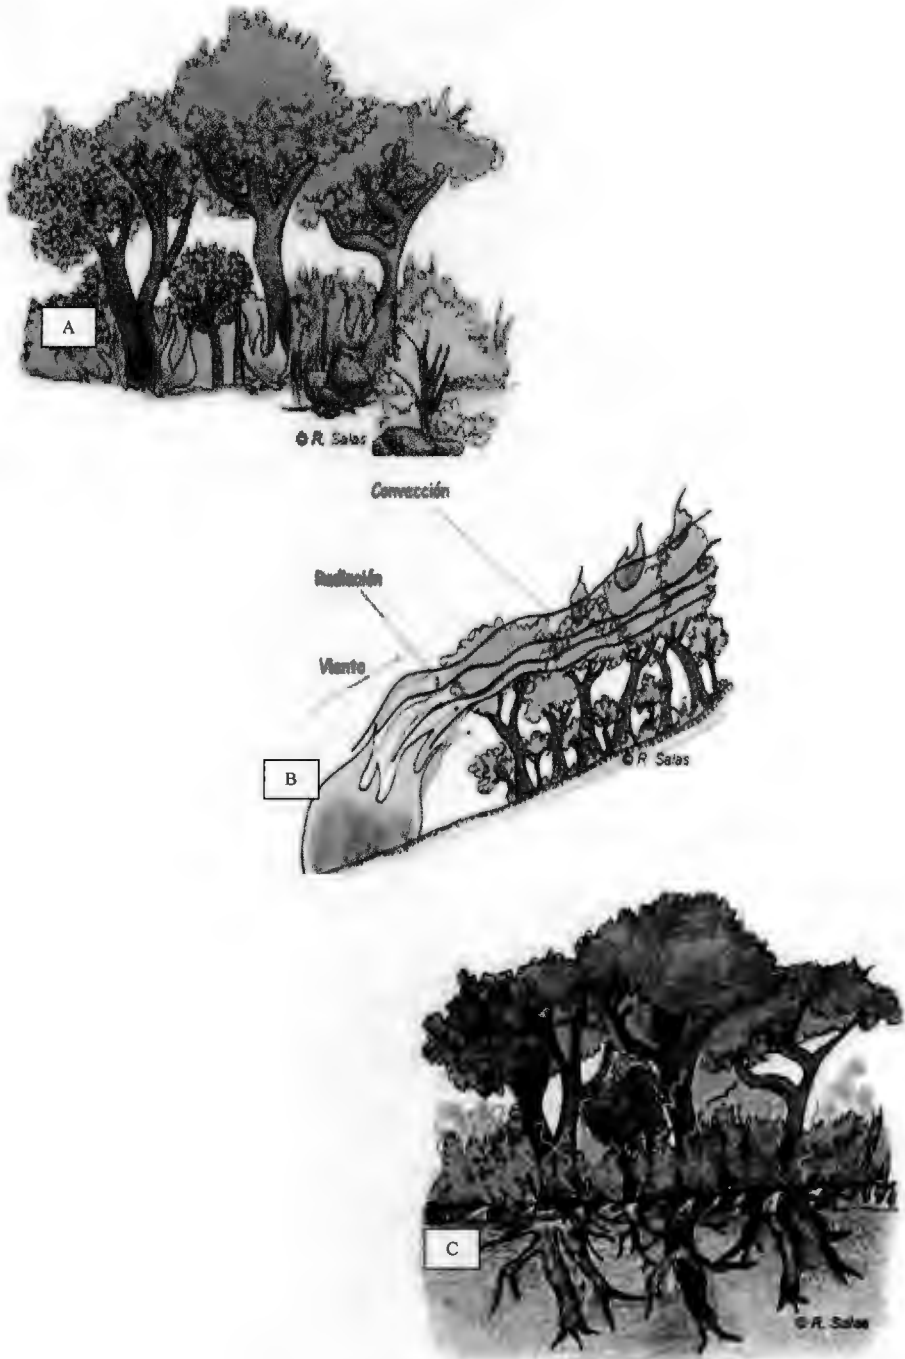 A
© R. Salas
Convección
Radiación
Viento
© R. Salas
B
C
© R. Salas